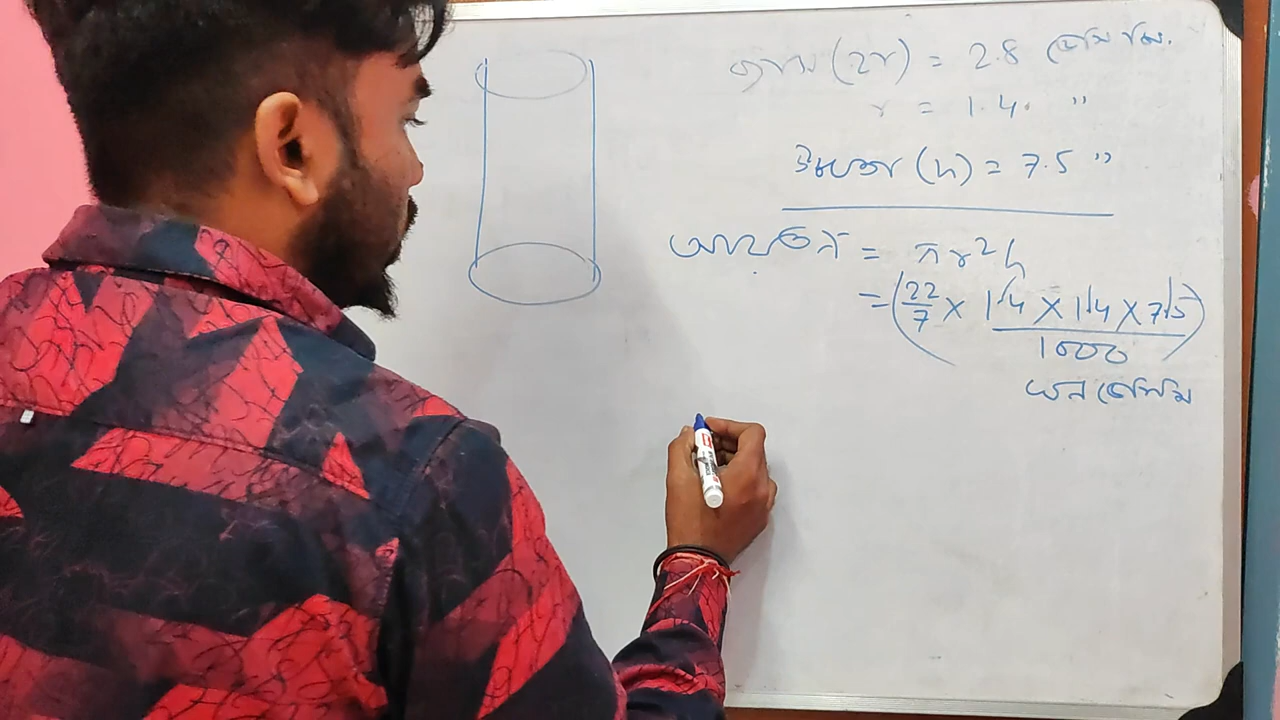 ব্যাস (2r) = 2.8 ডেসিমি.
r = 1.4 "
উচ্চতা (h) = 7.5 "
আয়তন = πr²h
= (22/7 × 1.4 × 1.4 × 7.5 / 1000)
ঘন ডেসিমি